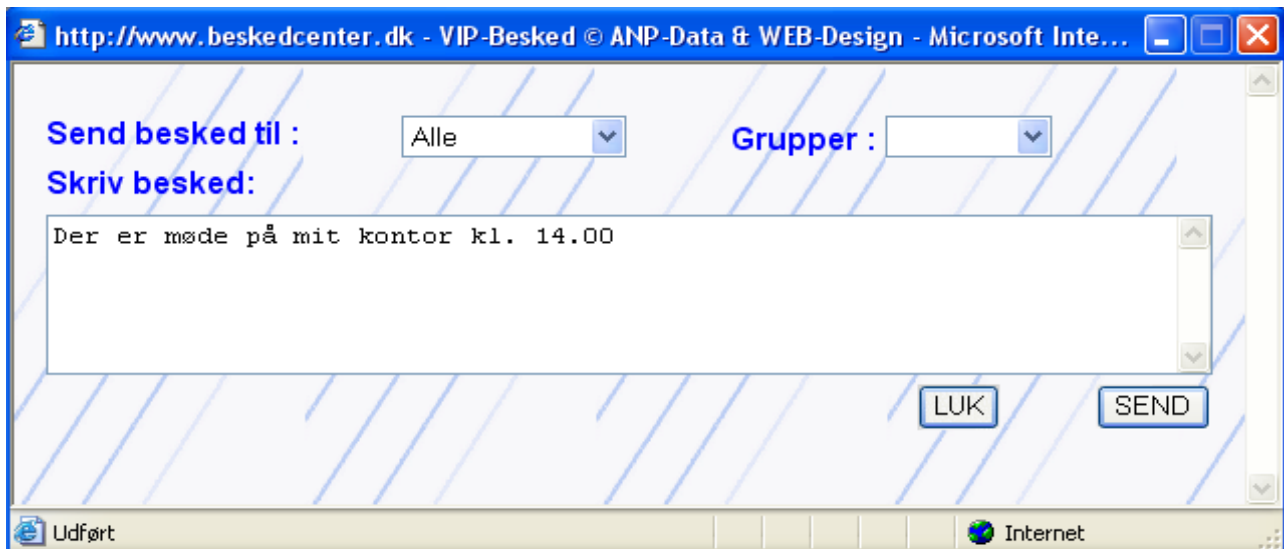 http://www.beskedcenter.dk - VIP-Besked © ANP-Data & WEB-Design - Microsoft Inte...
Send besked til : Alle Grupper :
Skriv besked:
Der er møde på mit kontor kl. 14.00
LUK SEND
Udført Internet